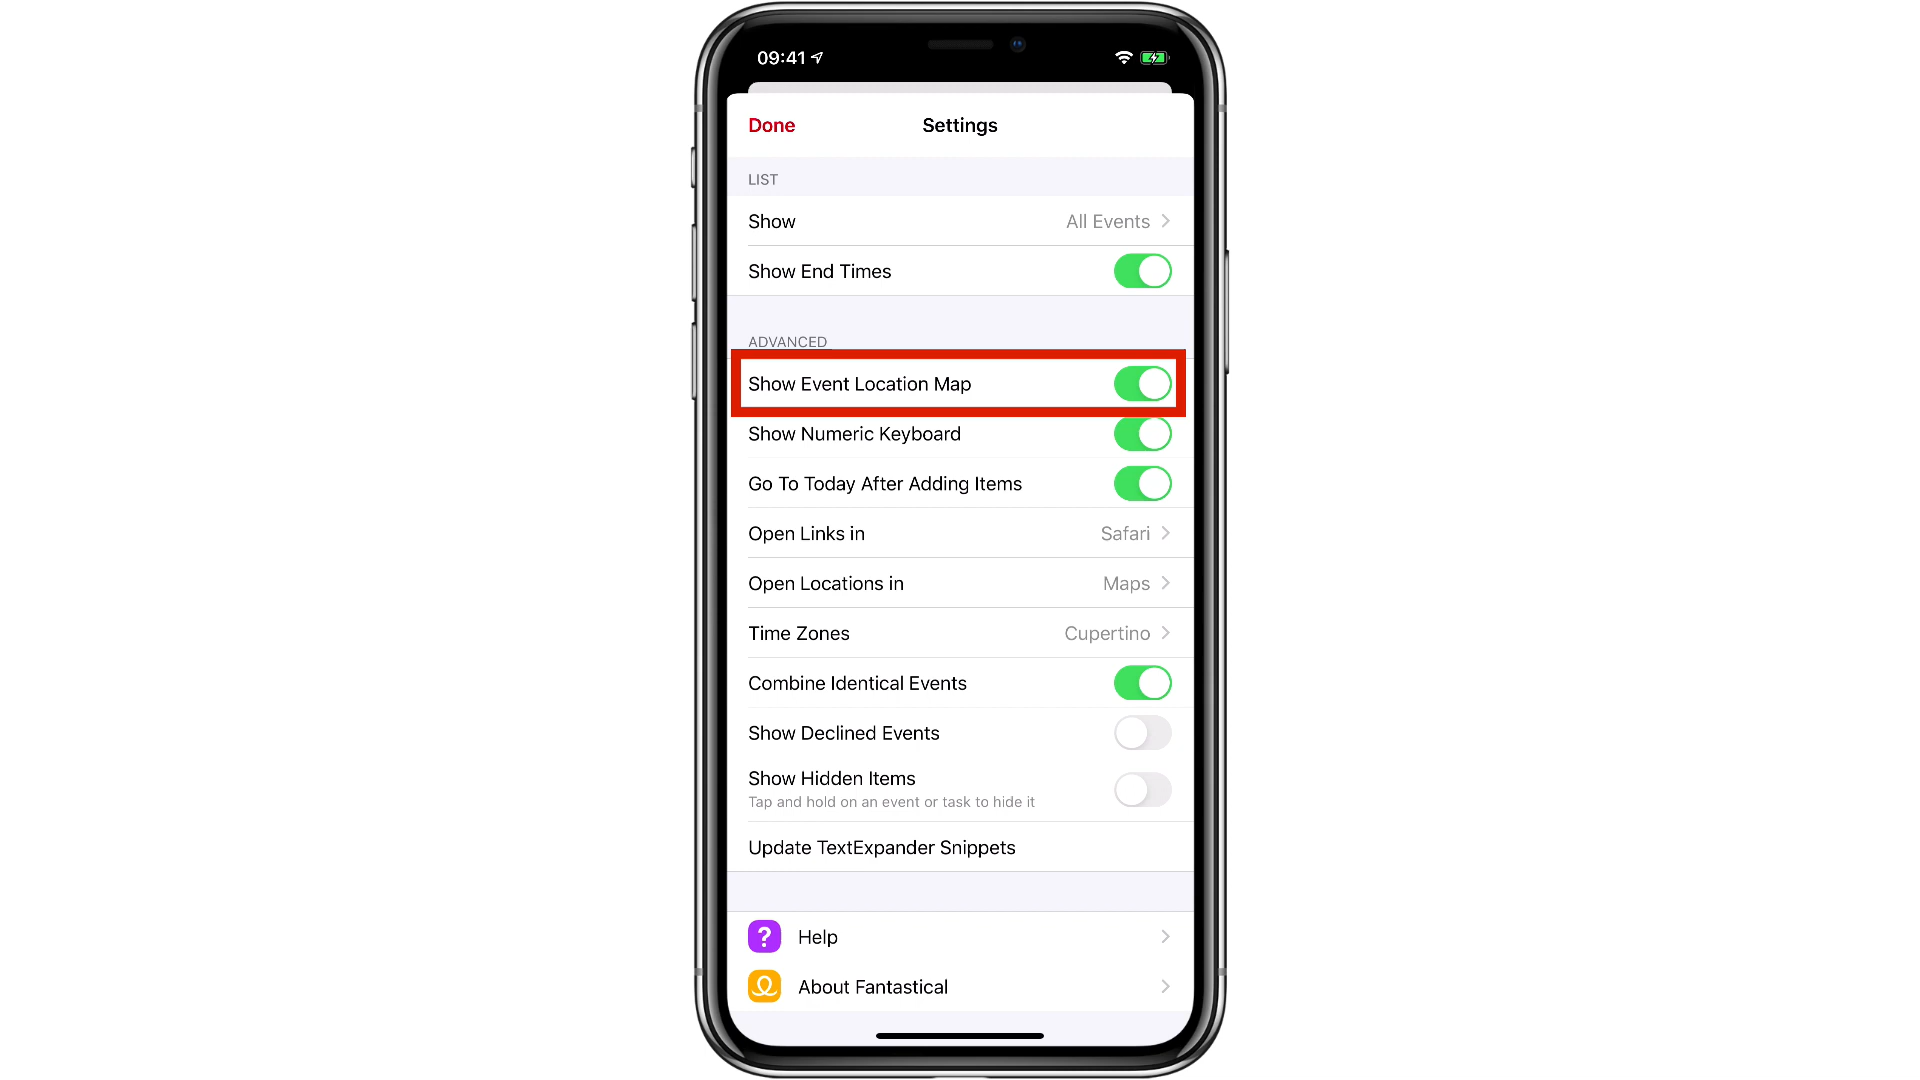 09:41
Done
Settings
LIST
Show
All Events
Show End Times
ADVANCED
Show Event Location Map
Show Numeric Keyboard
Go To Today After Adding Items
Open Links in
Safari
Open Locations in
Maps
Time Zones
Cupertino
Combine Identical Events
Show Declined Events
Show Hidden Items
Tap and hold on an event or task to hide it
Update TextExpander Snippets
?
Help
About Fantastical